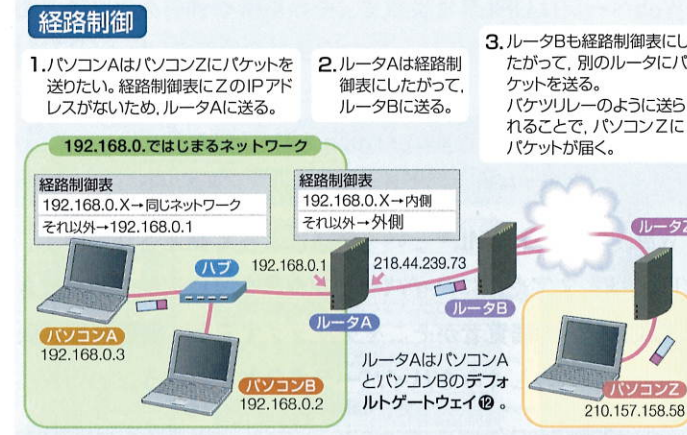 経路制御
1.パソコンAはパソコンZにパケットを
送りたい。経路制御表にZのIPアド
レスがないため,ルータAに送る。
2.ルータAは経路制
御表にしたがって,
ルータBに送る。
3.ルータBも経路制御表にし
たがって,別のルータにパ
ケットを送る。
バケツリレーのように送ら
れることで,パソコンZに
パケットが届く。
192.168.0.ではじまるネットワーク
経路制御表
192.168.0.X→同じネットワーク
それ以外→192.168.0.1
経路制御表
192.168.0.X→内側
それ以外→外側
ハブ
192.168.0.1
218.44.239.73
ルータZ
ルータA
ルータB
パソコンA
192.168.0.3
パソコンB
192.168.0.2
ルータAはパソコンA
とパソコンBのデフォ
ルトゲートウェイ⓬。
パソコンZ
210.157.158.58